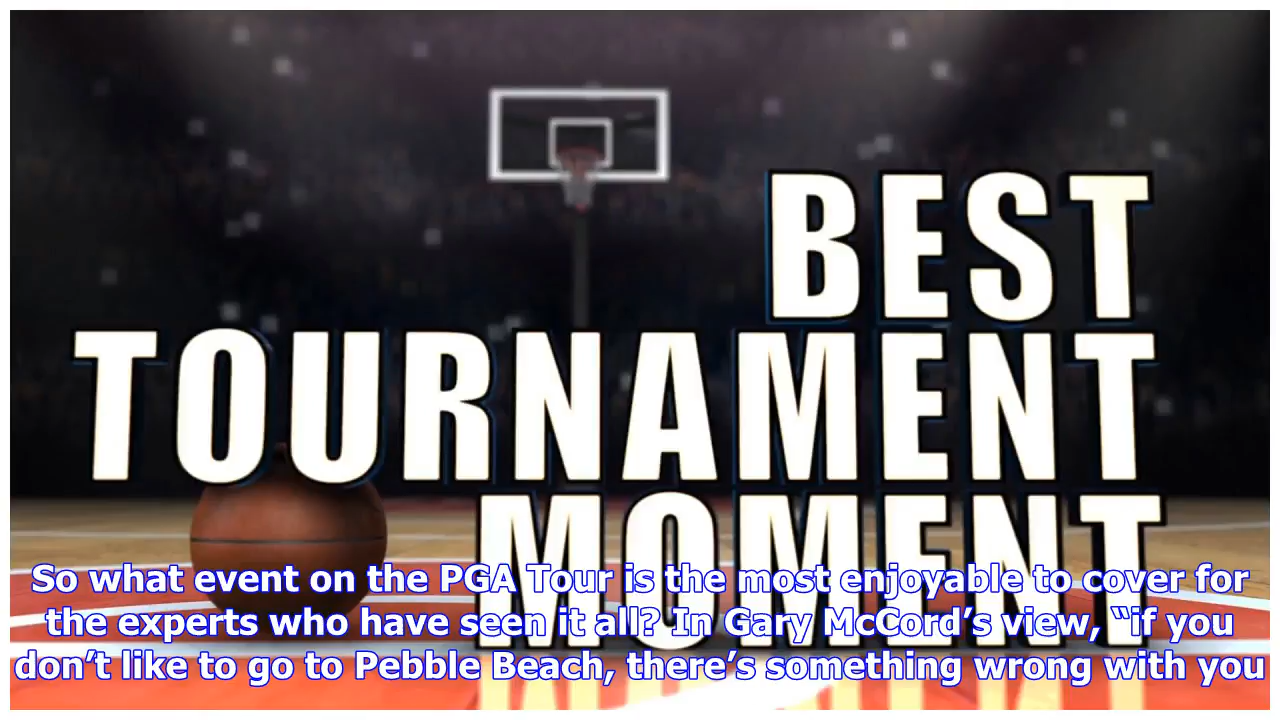 BEST
TOURNAMENT
MOMENT
So what event on the PGA Tour is the most enjoyable to cover for
the experts who have seen it all? In Gary McCord’s view, “if you
don’t like to go to Pebble Beach, there’s something wrong with you